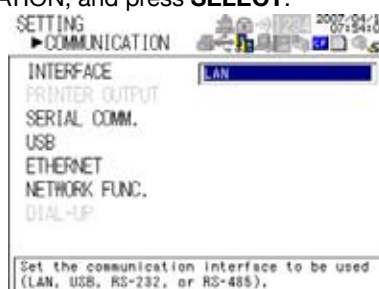 ATION, and press SELECT.
SETTING
►COMMUNICATION
INTERFACE
LAN
PRINTER OUTPUT
SERIAL COMM.
USB
ETHERNET
NETWORK FUNC.
DIAL-UP
Set the communication interface to be used
(LAN, USB, RS-232, or RS-485).